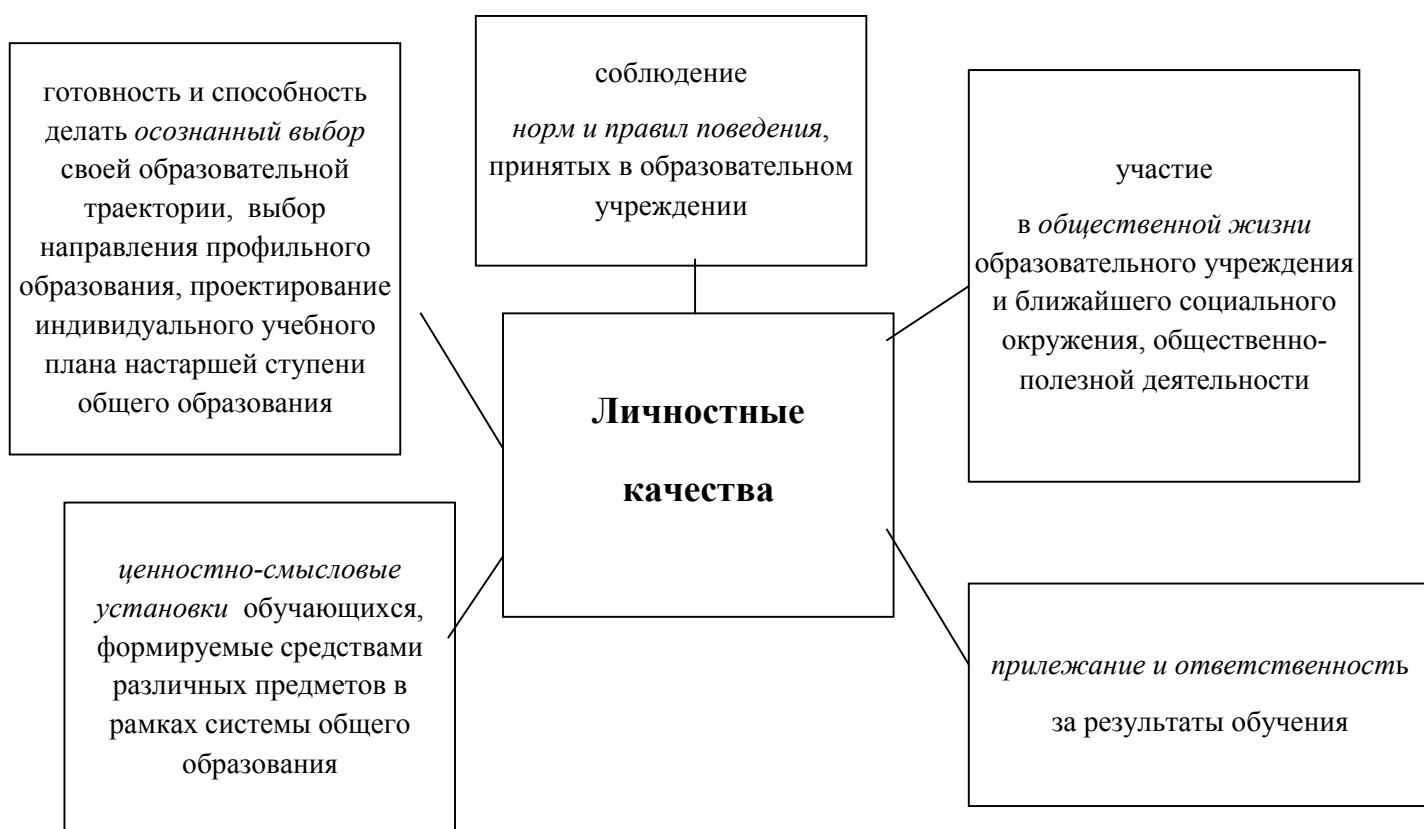 готовность и способность
делать осознанный выбор
своей образовательной
траектории, выбор
направления профильного
образования, проектирование
индивидуального учебного
плана настаршей ступени
общего образования
соблюдение
норм и правил поведения,
принятых в образовательном
учреждении
участие
в общественной жизни
образовательного учреждения
и ближайшего социального
окружения, общественно-
полезной деятельности
Личностные
качества
ценностно-смысловые
установки обучающихся,
формируемые средствами
различных предметов в
рамках системы общего
образования
прилежание и ответственность
за результаты обучения